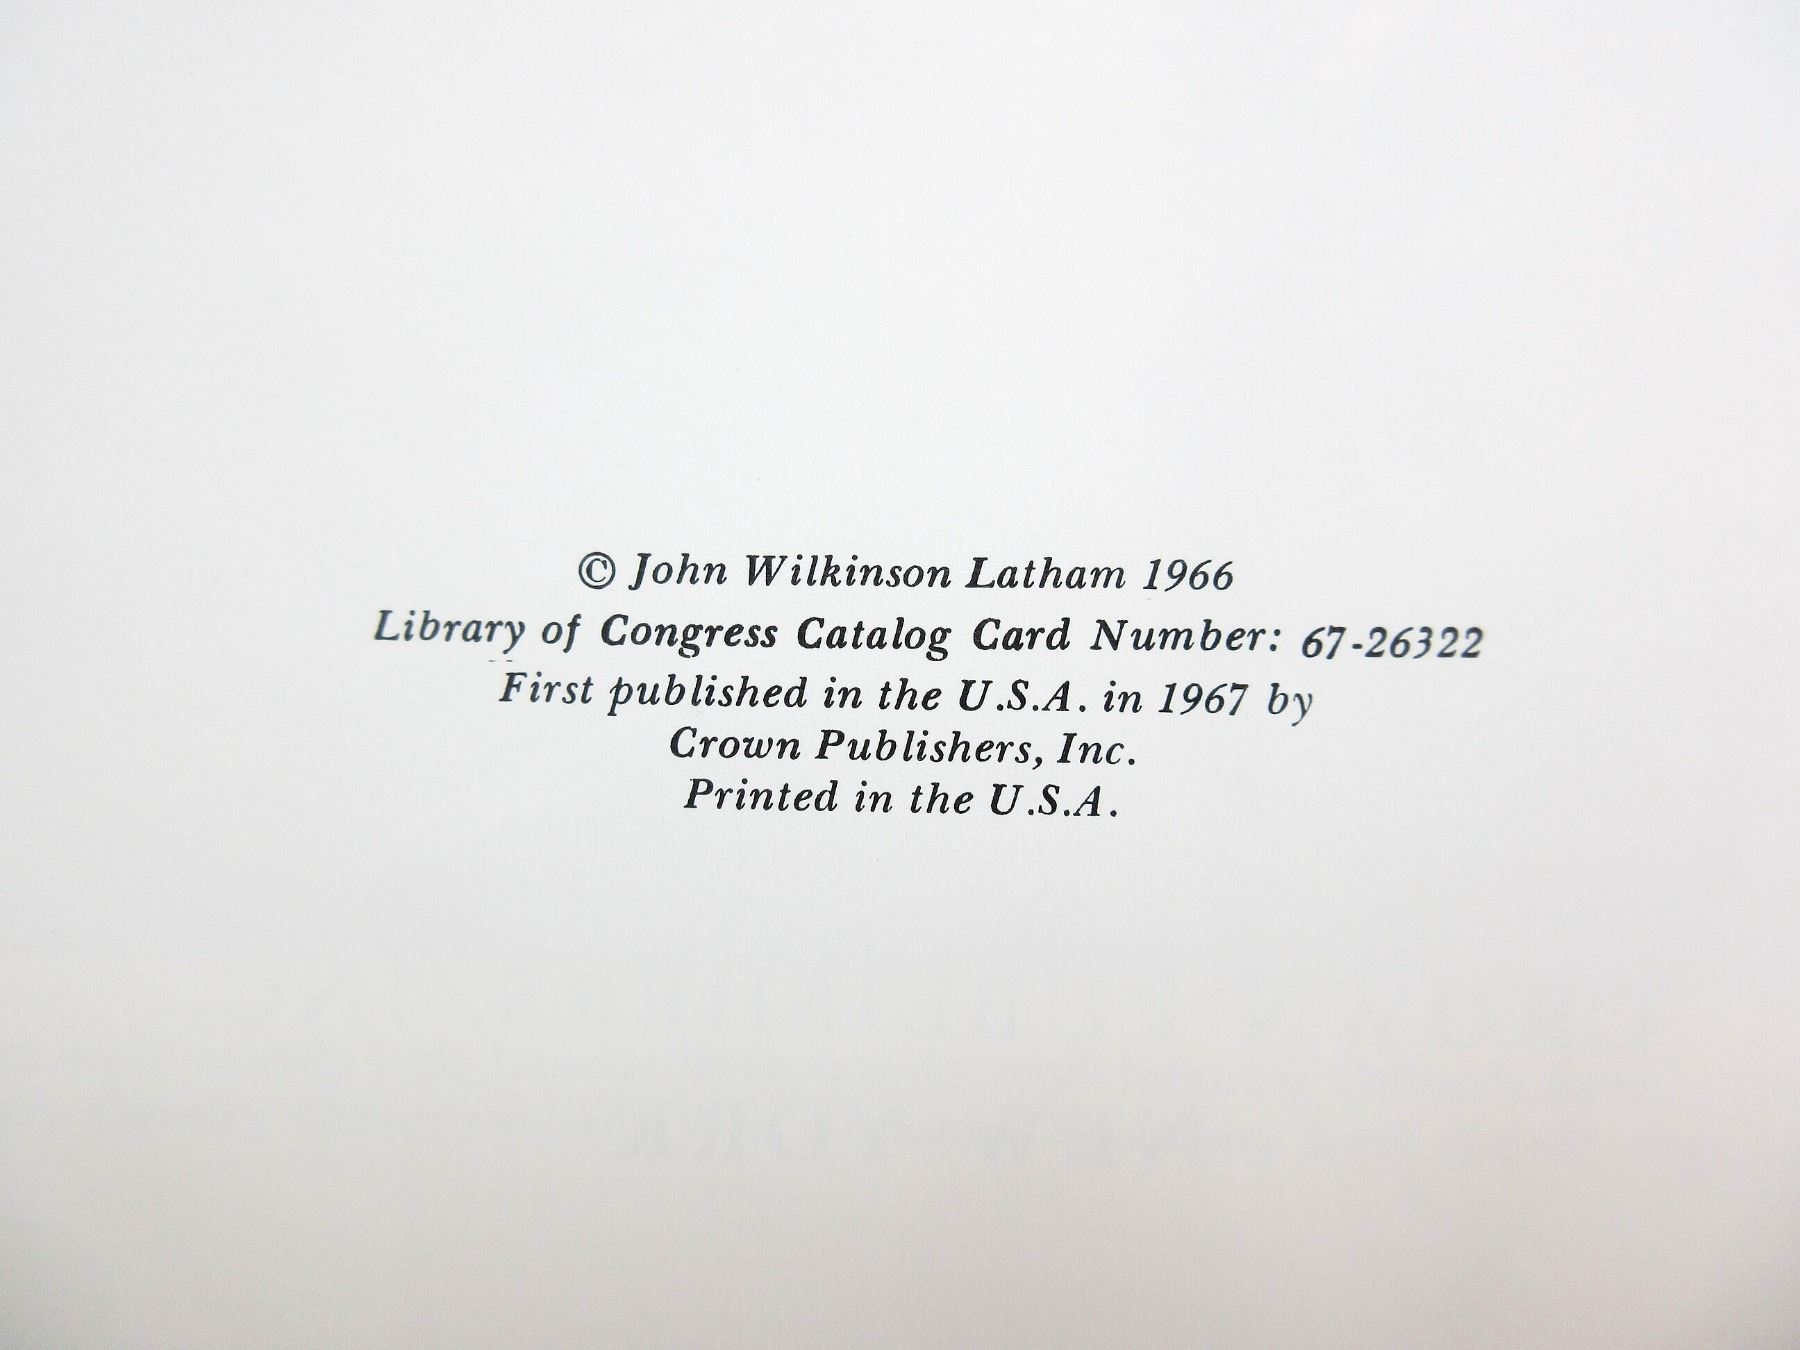 © John Wilkinson Latham 1966
Library of Congress Catalog Card Number: 67-26322
First published in the U.S.A. in 1967 by
Crown Publishers, Inc.
Printed in the U.S.A.